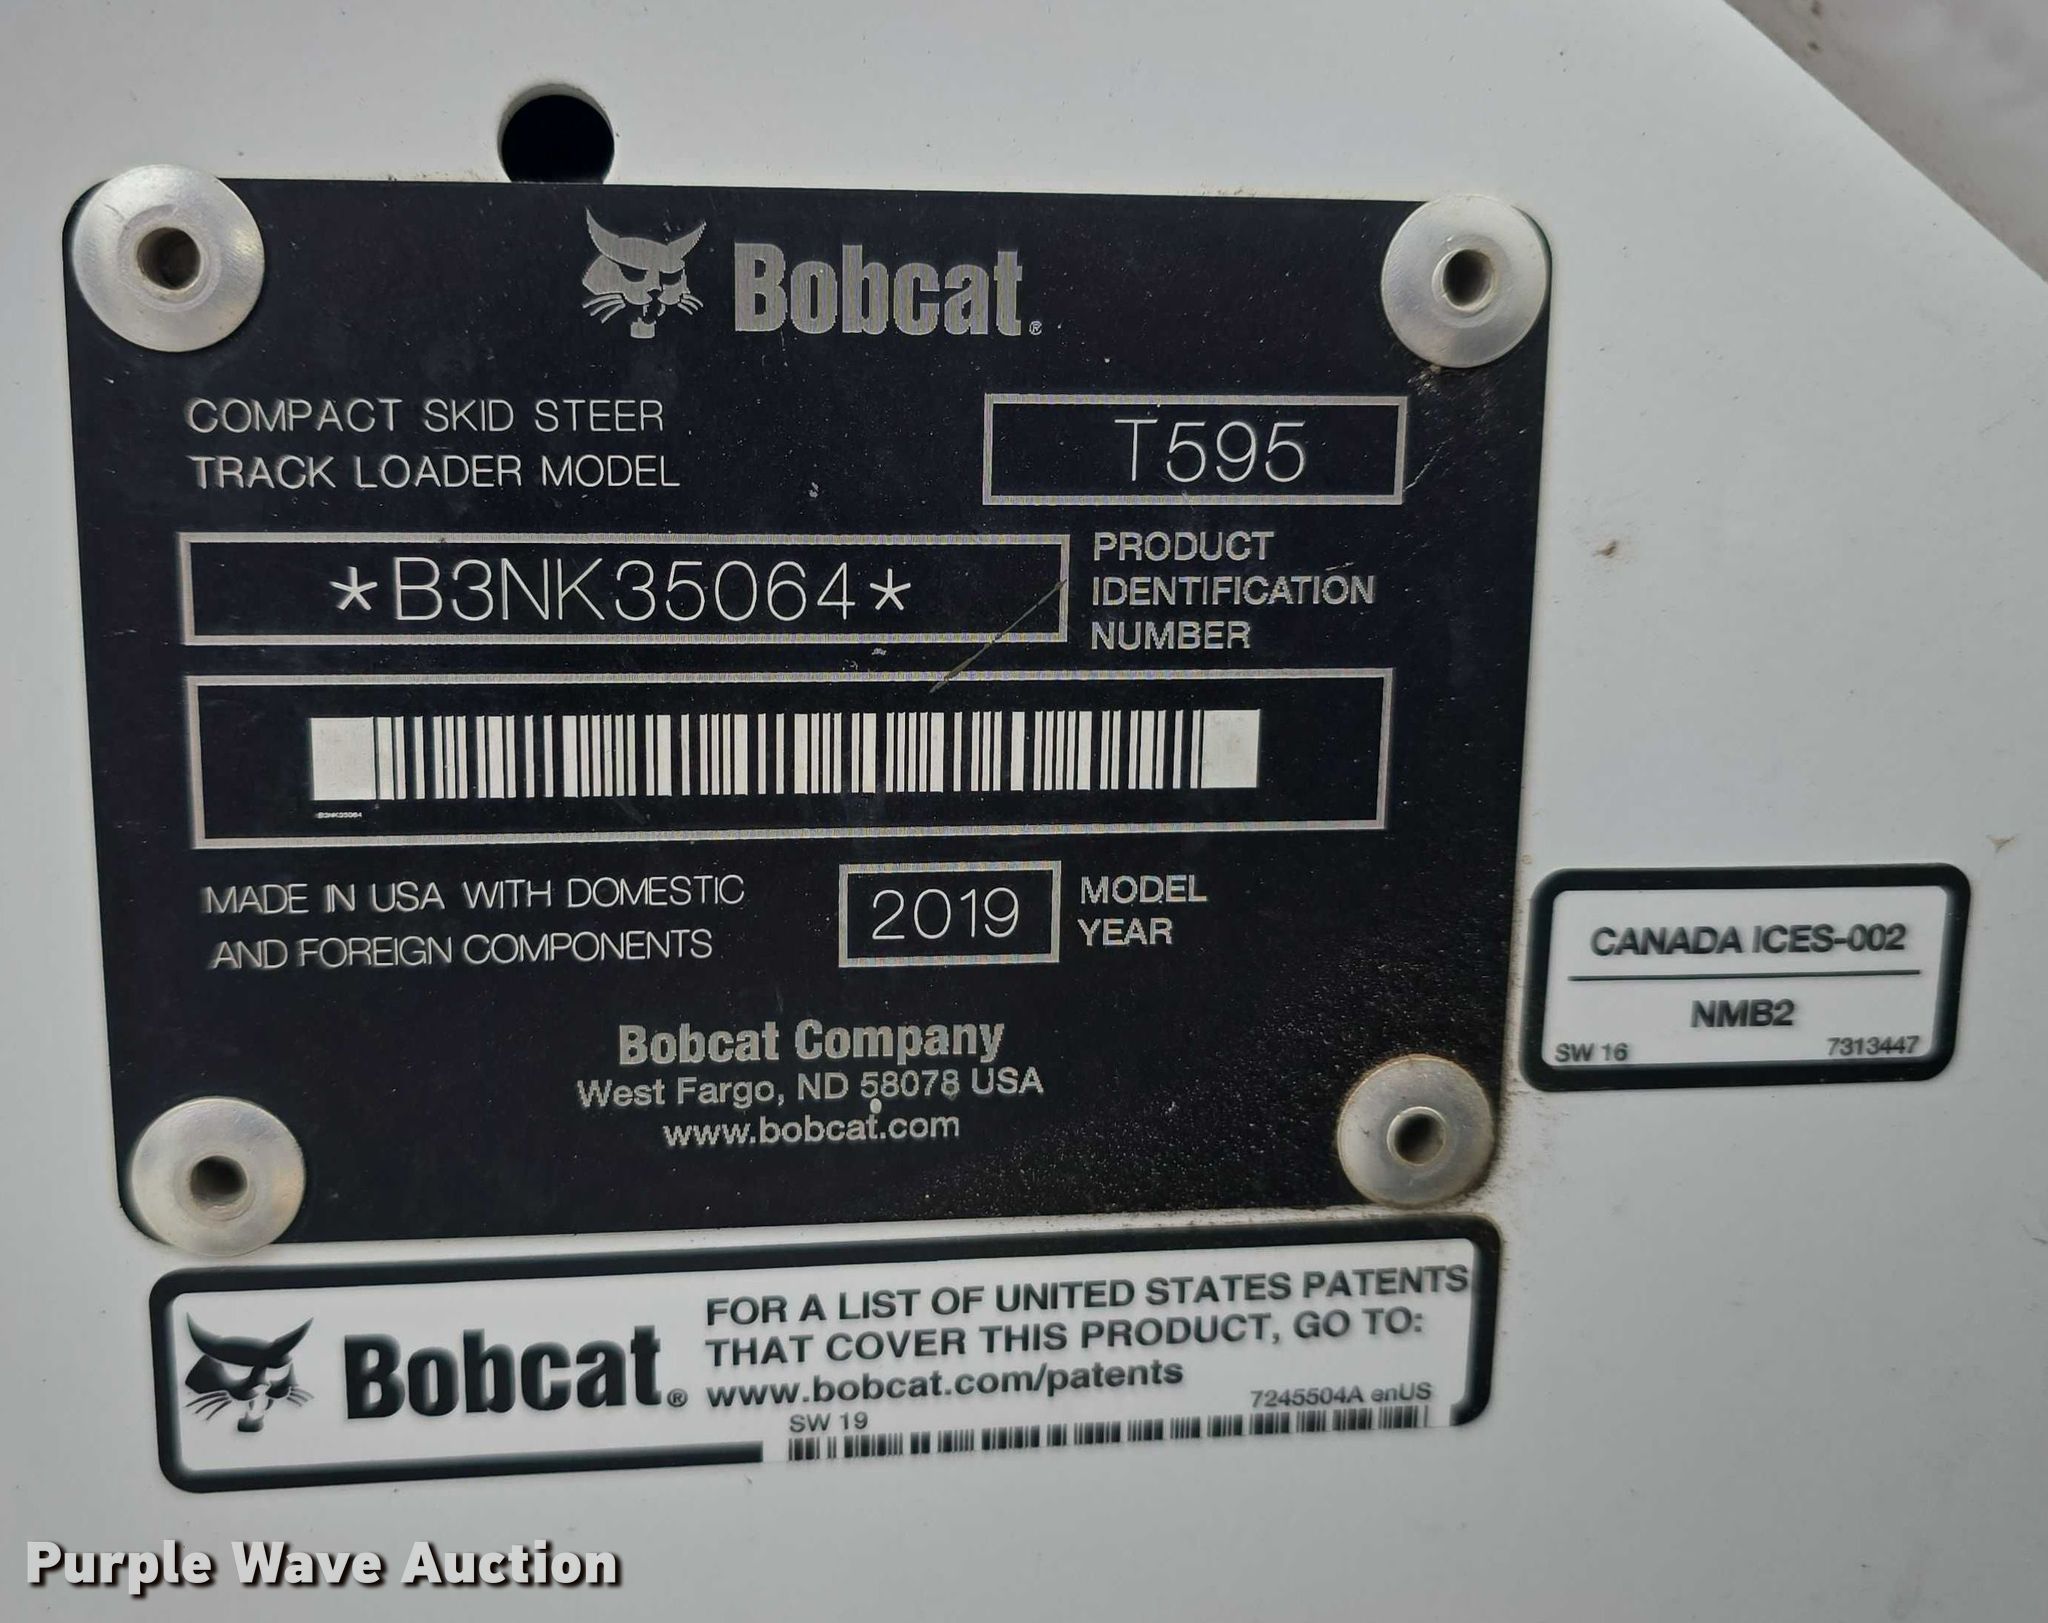 Bobcat®
COMPACT SKID STEER
TRACK LOADER MODEL
T595
*B3NK35064*
PRODUCT
IDENTIFICATION
NUMBER
B3NK35064
MADE IN USA WITH DOMESTIC
AND FOREIGN COMPONENTS
2019
MODEL
YEAR
Bobcat Company
West Fargo, ND 58078 USA
www.bobcat.com
CANADA ICES-002
NMB2
SW 16 7313447
Bobcat®
FOR A LIST OF UNITED STATES PATENTS
THAT COVER THIS PRODUCT, GO TO:
www.bobcat.com/patents
7245504A enUS
SW 19
Purple Wave Auction